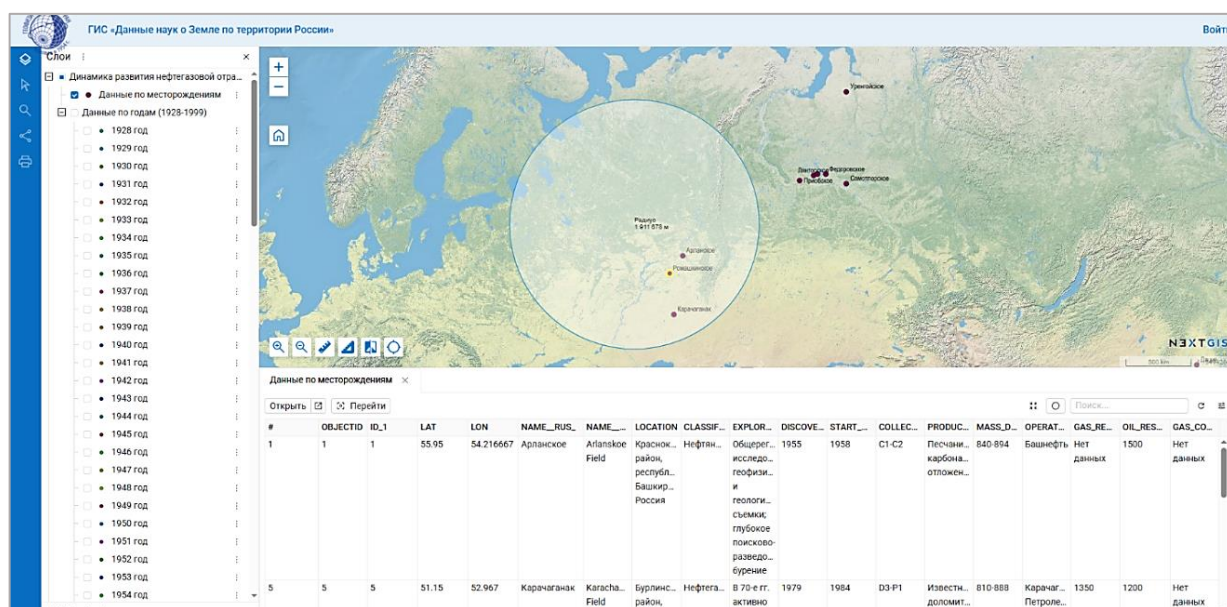 ГИС «Данные наук о Земле по территории России»
Войти
Слои
Динамика развития нефтегазовой отра...
Данные по месторождениям
Данные по годам (1928-1999)
1928 год
1929 год
1930 год
1931 год
1932 год
1933 год
1934 год
1935 год
1936 год
1937 год
1938 год
1939 год
1940 год
1941 год
1942 год
1943 год
1944 год
1945 год
1946 год
1947 год
1948 год
1949 год
1950 год
1951 год
1952 год
1953 год
1954 год
Уренгойское
Федоровское
Приобское
Самотлорское
Радиус
1 911 678 м
Арланское
Ромашкинское
Карачаганак
NEXTGIS
500 km
Данные по месторождениям
Открыть Перейти Поиск...
# OBJECTID ID_1 LAT LON NAME_RUS_ NAME_... LOCATION CLASSIF... EXPLOR... DISCOVE... START_... COLLEC... PRODUC... MASS_D... OPERAT... GAS_RE... OIL_RES... GAS_CO...
1 1 1 55.95 54.216667 Арланское Arlanskoe Краснок... Нефтян... Общерег... 1955 1958 C1-C2 Песчани... 840-894 Башнефть Нет 1500 Нет
Field район, исследо... карбона... данных данных
республ... геофизи... отложен...
Башкир... и
Россия геологи...
съемки;
глубокое
поисково-
разведо...
бурение
5 5 5 51.15 52.967 Карачаганак Karacha... Бурлинс... Нефтега... В 70-е гг. 1979 1984 D3-P1 Известн... 810-888 Карачаг... 1350 1200 Нет
Field район, активно доломит... Петроле... данных